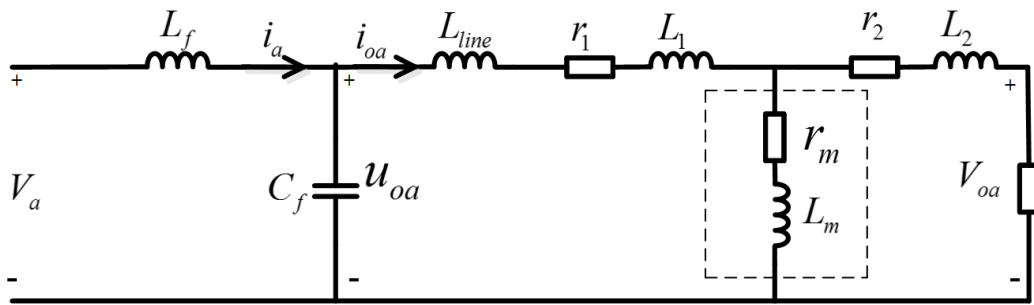 L_f i_a i_oa L_line r_1 L_1 r_2 L_2
+ + +
r_m
V_a C_f u_oa V_oa
L_m
- - -